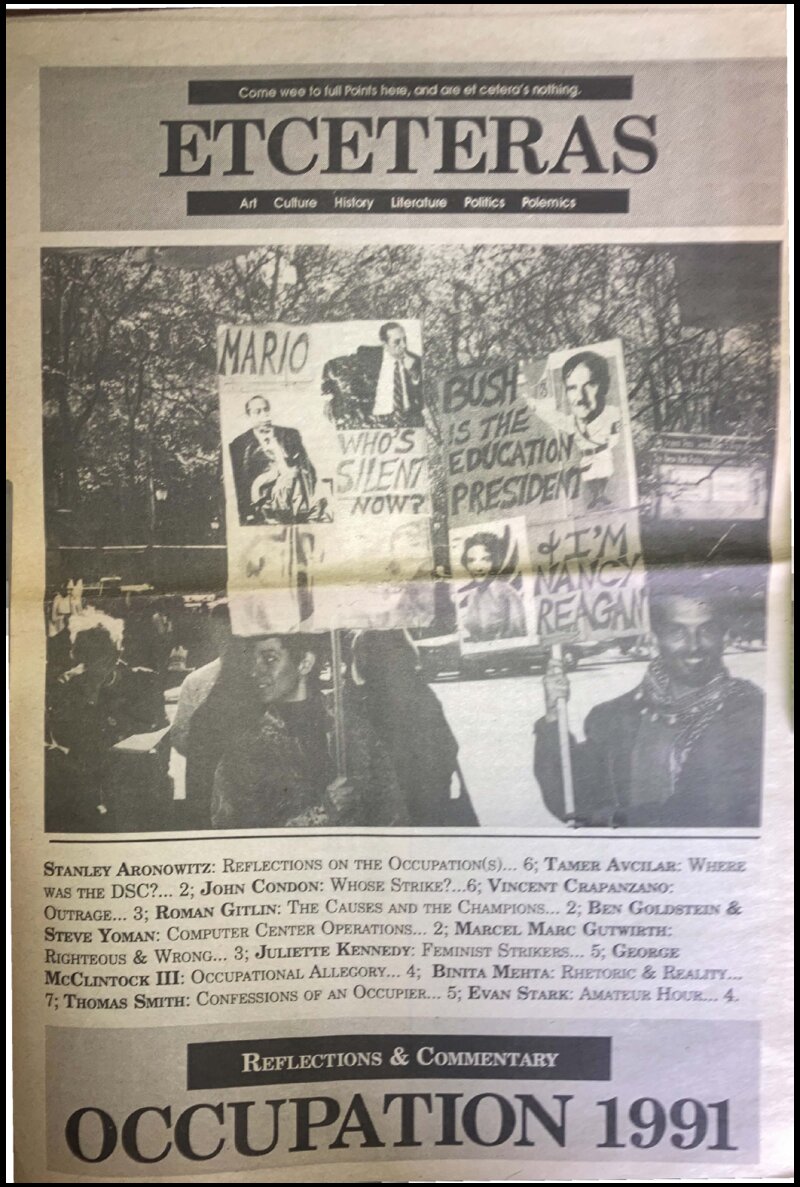 Come wee to full Points here, and are et cetera's nothing.
ETCETERAS
Art Culture History Literature Politics Polemics
MARIO
WHO'S
SILENT
NOW?
BUSH
IS THE
EDUCATION
PRESIDENT
& I'M
NANCY
REAGAN
STANLEY ARONOWITZ: REFLECTIONS ON THE OCCUPATION(S)... 6; TAMER AVCILAR: WHERE
WAS THE DSC?... 2; JOHN CONDON: WHOSE STRIKE?...6; VINCENT CRAPANZANO:
OUTRAGE... 3; ROMAN GITLIN: THE CAUSES AND THE CHAMPIONS... 2; BEN GOLDSTEIN &
STEVE YOMAN: COMPUTER CENTER OPERATIONS... 2; MARCEL MARC GUTWIRTH:
RIGHTEOUS & WRONG... 3; JULIETTE KENNEDY: FEMINIST STRIKERS... 5; GEORGE
MCCLINTOCK III: OCCUPATIONAL ALLEGORY... 4; BINITA MEHTA: RHETORIC & REALITY...
7; THOMAS SMITH: CONFESSIONS OF AN OCCUPIER... 5; EVAN STARK: AMATEUR HOUR... 4.
REFLECTIONS & COMMENTARY
OCCUPATION 1991